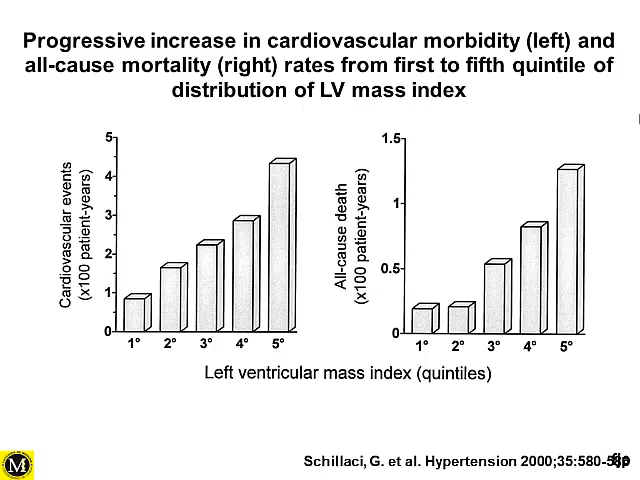 Progressive increase in cardiovascular morbidity (left) and
all-cause mortality (right) rates from first to fifth quintile of
distribution of LV mass index
Cardiovascular events
(x100 patient-years)
5
4
3
2
1
0
1° 2° 3° 4° 5°
All-cause death
(x100 patient-years)
1.5
1
0.5
0
1° 2° 3° 4° 5°
Left ventricular mass index (quintiles)
M
Schillaci, G. et al. Hypertension 2000;35:580-